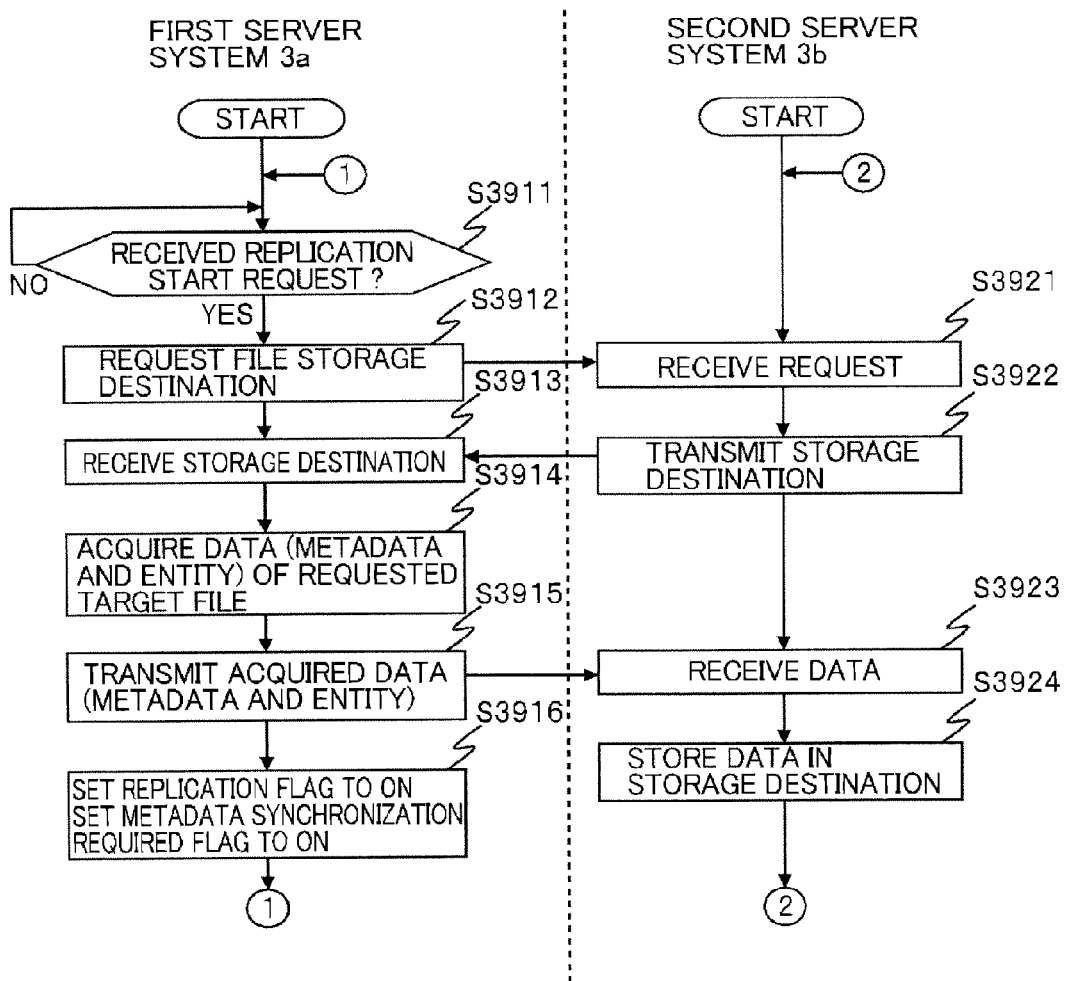 FIRST SERVER
SYSTEM 3a
SECOND SERVER
SYSTEM 3b
START
START
1
2
S3911
RECEIVED REPLICATION
START REQUEST ?
NO
YES
S3912
S3921
REQUEST FILE STORAGE
DESTINATION
RECEIVE REQUEST
S3913
S3922
RECEIVE STORAGE DESTINATION
TRANSMIT STORAGE
DESTINATION
S3914
ACQUIRE DATA (METADATA
AND ENTITY) OF REQUESTED
TARGET FILE
S3915
S3923
TRANSMIT ACQUIRED DATA
(METADATA AND ENTITY)
RECEIVE DATA
S3916
S3924
SET REPLICATION FLAG TO ON
SET METADATA SYNCHRONIZATION
REQUIRED FLAG TO ON
STORE DATA IN
STORAGE DESTINATION
1
2